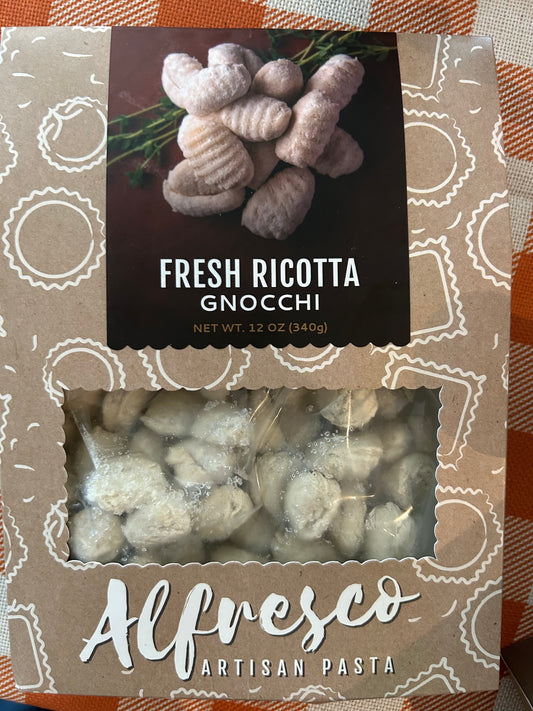 FRESH RICOTTA
GNOCCHI
NET WT. 12 OZ (340g)
Alfresco
ARTISAN PASTA